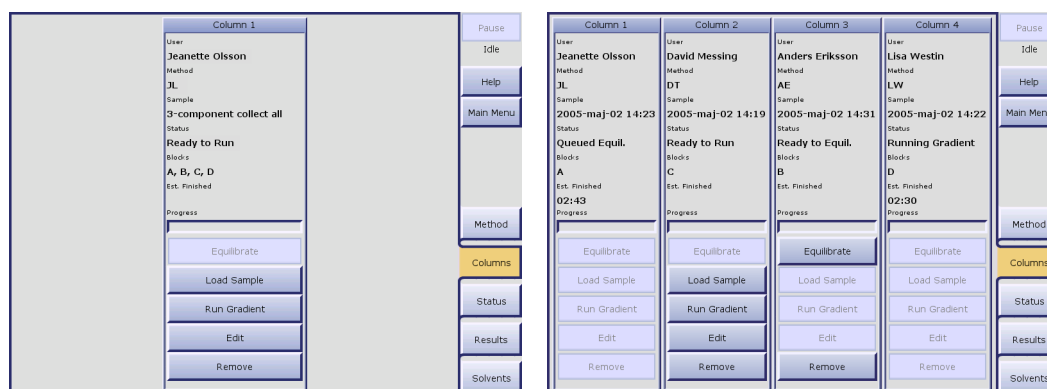 Column 1
User
Jeanette Olsson
Method
JL
Sample
3-component collect all
Status
Ready to Run
Blocks
A, B, C, D
Est. Finished
Progress
Equilibrate
Load Sample
Run Gradient
Edit
Remove
Pause
Idle
Help
Main Menu
Method
Columns
Status
Results
Solvents
Column 1
User
Jeanette Olsson
Method
JL
Sample
2005-maj-02 14:23
Status
Queued Equil.
Blocks
A
Est. Finished
02:43
Progress
Equilibrate
Load Sample
Run Gradient
Edit
Remove
Column 2
User
David Messing
Method
DT
Sample
2005-maj-02 14:19
Status
Ready to Run
Blocks
C
Est. Finished
Progress
Equilibrate
Load Sample
Run Gradient
Edit
Remove
Column 3
User
Anders Eriksson
Method
AE
Sample
2005-maj-02 14:31
Status
Ready to Equil.
Blocks
B
Est. Finished
Progress
Equilibrate
Load Sample
Run Gradient
Edit
Remove
Column 4
User
Lisa Westin
Method
LW
Sample
2005-maj-02 14:22
Status
Running Gradient
Blocks
D
Est. Finished
02:30
Progress
Equilibrate
Load Sample
Run Gradient
Edit
Remove
Pause
Idle
Help
Main Men
Method
Columns
Status
Results
Solvents